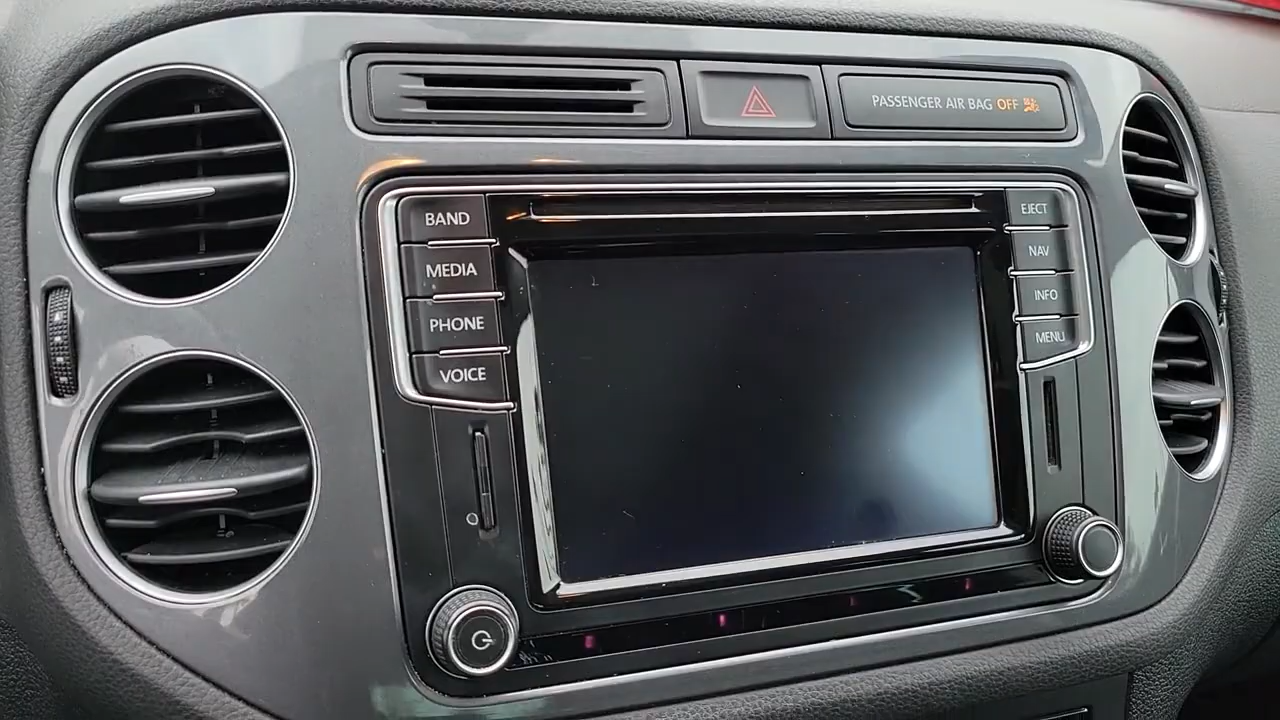 PASSENGER AIR BAG OFF
BAND
MEDIA
PHONE
VOICE
EJECT
NAV
INFO
MENU